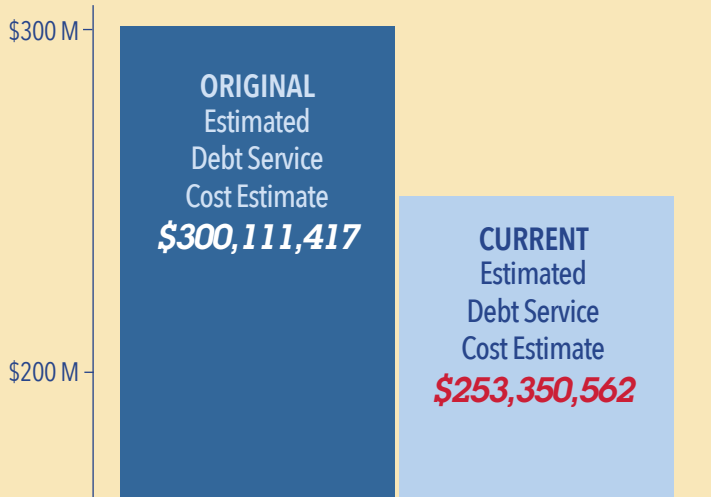 $300 M
ORIGINAL
Estimated
Debt Service
Cost Estimate
$300,111,417
CURRENT
Estimated
Debt Service
Cost Estimate
$253,350,562
$200 M